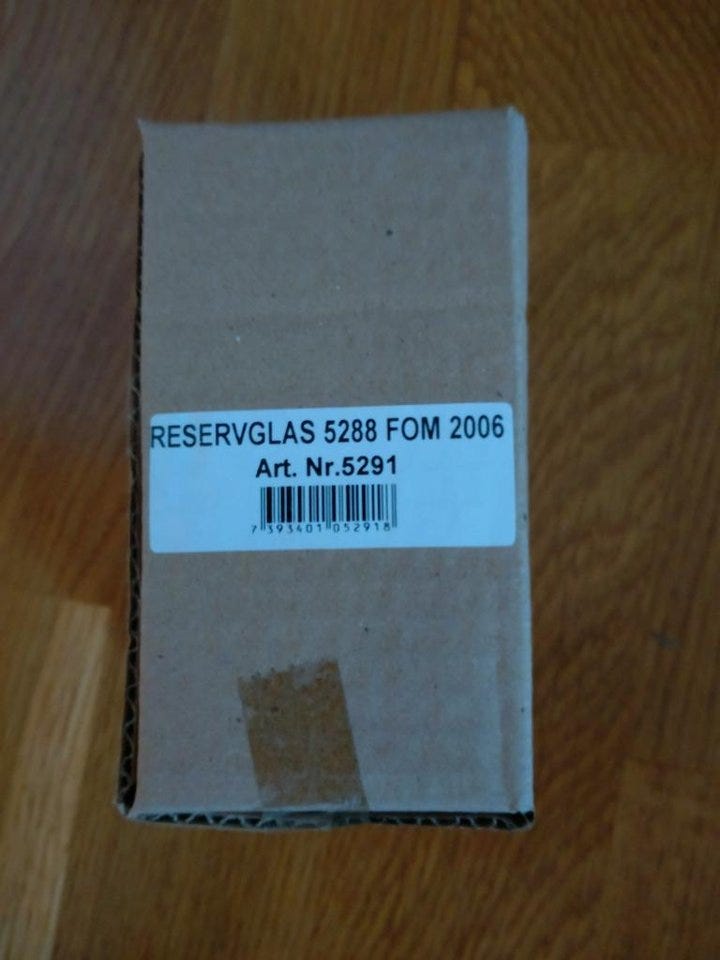 RESERVGLAS 5288 FOM 2006
Art. Nr.5291
7 393401 052918